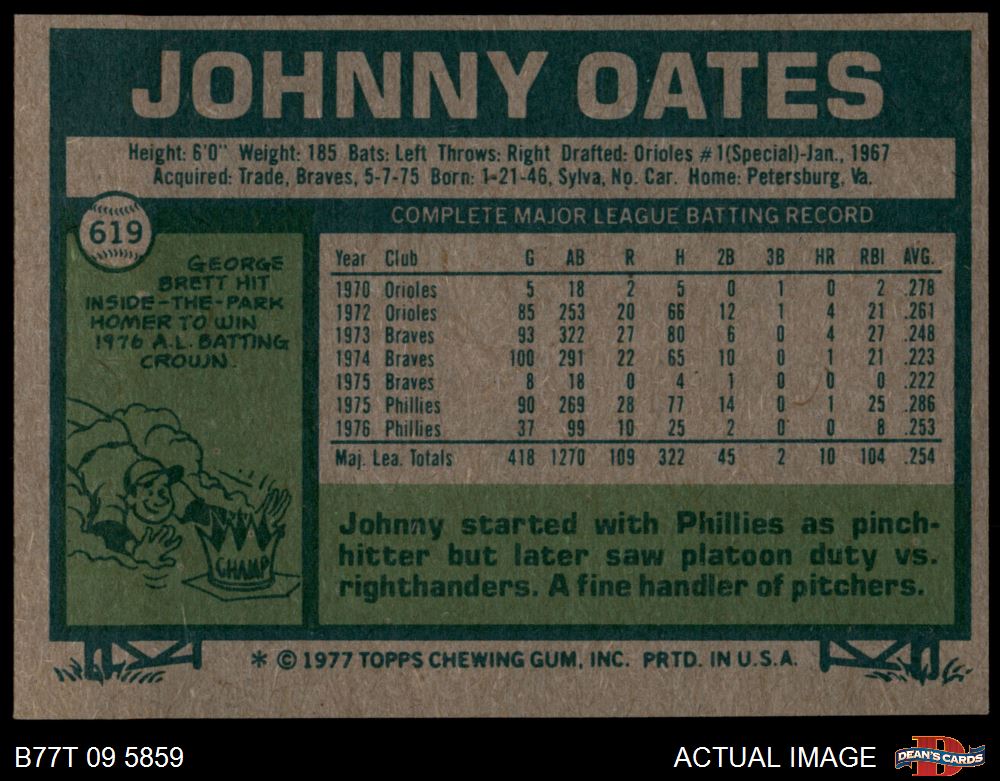 JOHNNY OATES
Height: 6'0" Weight: 185 Bats: Left Throws: Right Drafted: Orioles #1(Special)-Jan., 1967
Acquired: Trade, Braves, 5-7-75 Born: 1-21-46, Sylva, No. Car. Home: Petersburg, Va.
619
GEORGE
BRETT HIT
INSIDE-THE-PARK
HOMER TO WIN
1976 A.L. BATTING
CROWN.
CHAMP
COMPLETE MAJOR LEAGUE BATTING RECORD
Year Club G AB R H 2B 3B HR RBI AVG.
1970 Orioles 5 18 2 5 0 1 0 2 .278
1972 Orioles 85 253 20 66 12 1 4 21 .261
1973 Braves 93 322 27 80 6 0 4 27 .248
1974 Braves 100 291 22 65 10 0 1 21 .223
1975 Braves 8 18 0 4 1 0 0 0 .222
1975 Phillies 90 269 28 77 14 0 1 25 .286
1976 Phillies 37 99 10 25 2 0 0 8 .253
Maj. Lea. Totals 418 1270 109 322 45 2 10 104 .254
Johnny started with Phillies as pinch-
hitter but later saw platoon duty vs.
righthanders. A fine handler of pitchers.
* © 1977 TOPPS CHEWING GUM, INC. PRTD. IN U.S.A.
B77T 09 5859
ACTUAL IMAGE
D
DEAN'S CARDS